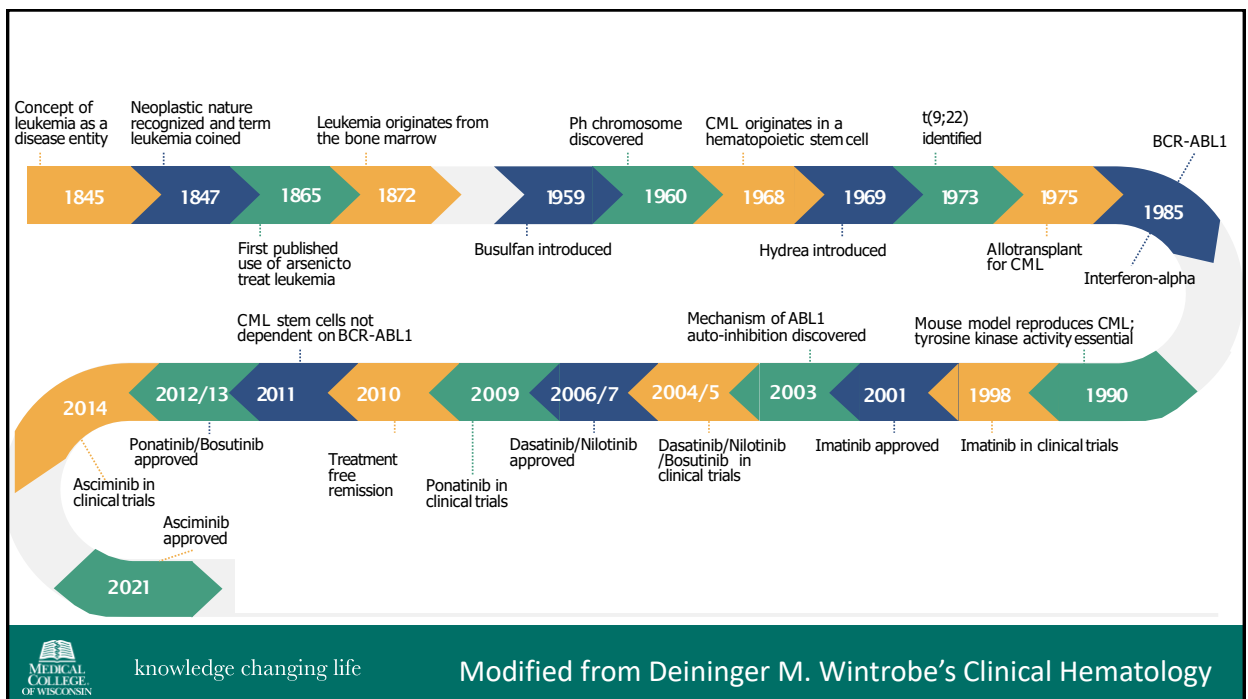 Concept of
leukemia as a
disease entity
Neoplastic nature
recognized and term
leukemia coined
Leukemia originates from
the bone marrow
Ph chromosome
discovered
CML originates in a
hematopoietic stem cell
t(9;22)
identified
BCR-ABL1
1845
1847
1865
1872
1959
1960
1968
1969
1973
1975
1985
First published
use of arsenic to
treat leukemia
Busulfan introduced
Hydrea introduced
Allotransplant
for CML
Interferon-alpha
CML stem cells not
dependent on BCR-ABL1
Mechanism of ABL1
auto-inhibition discovered
Mouse model reproduces CML;
tyrosine kinase activity essential
2014
2012/13
2011
2010
2009
2006/7
2004/5
2003
2001
1998
1990
Asciminib in
clinical trials
Ponatinib/Bosutinib
approved
Treatment
free
remission
Ponatinib in
clinical trials
Dasatinib/Nilotinib
approved
Dasatinib/Nilotinib
/Bosutinib in
clinical trials
Imatinib approved
Imatinib in clinical trials
Asciminib
approved
2021
MEDICAL
COLLEGE
OF WISCONSIN
knowledge changing life
Modified from Deininger M. Wintrobe's Clinical Hematology